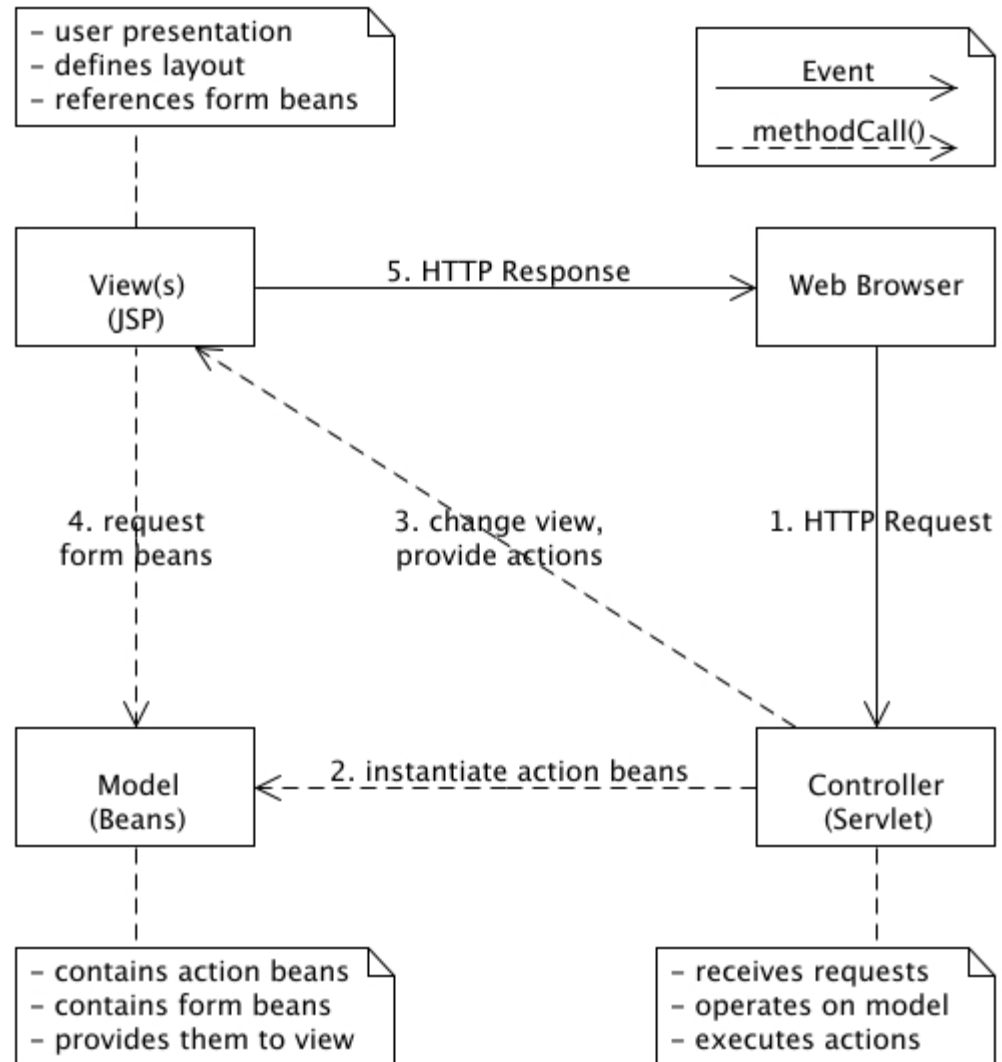 – user presentation
– defines layout
– references form beans
Event
methodCall()
View(s)
(JSP)
5. HTTP Response
Web Browser
4. request
form beans
3. change view,
provide actions
1. HTTP Request
Model
(Beans)
2. instantiate action beans
Controller
(Servlet)
– contains action beans
– contains form beans
– provides them to view
– receives requests
– operates on model
– executes actions